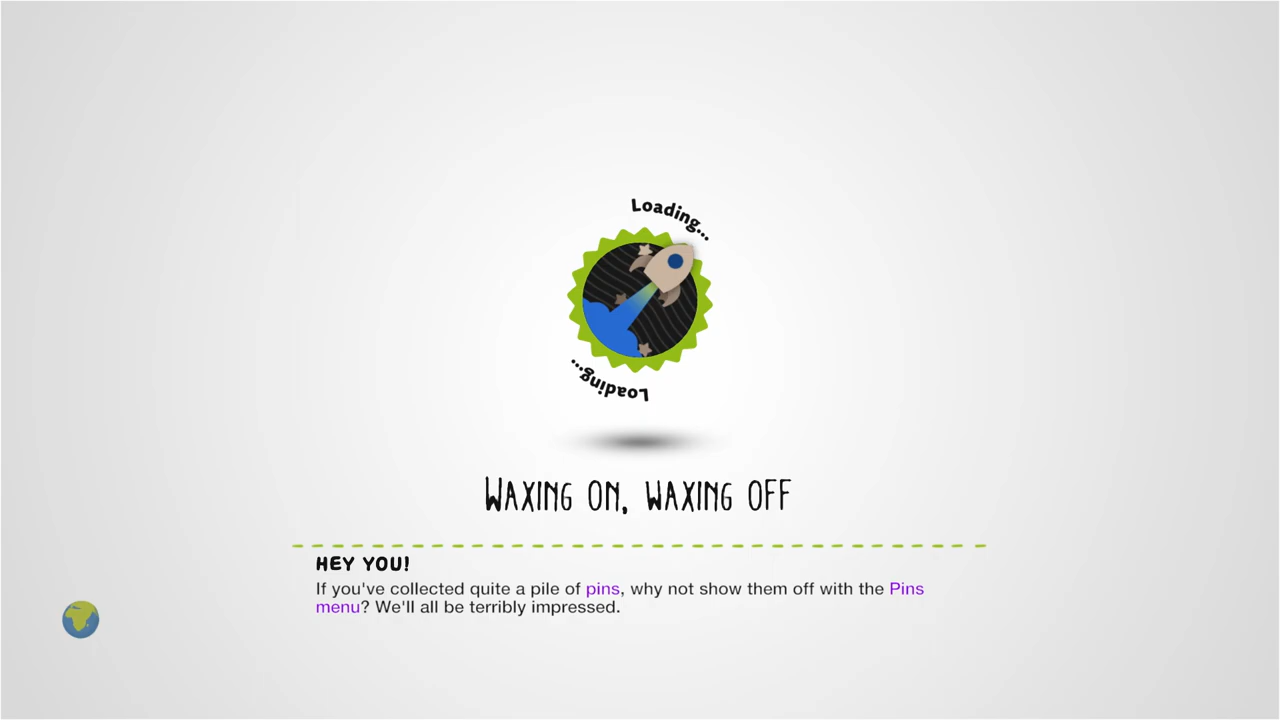 Loading...
Loading...
Waxing on, waxing off
Hey you!
If you've collected quite a pile of pins, why not show them off with the Pins
menu? We'll all be terribly impressed.